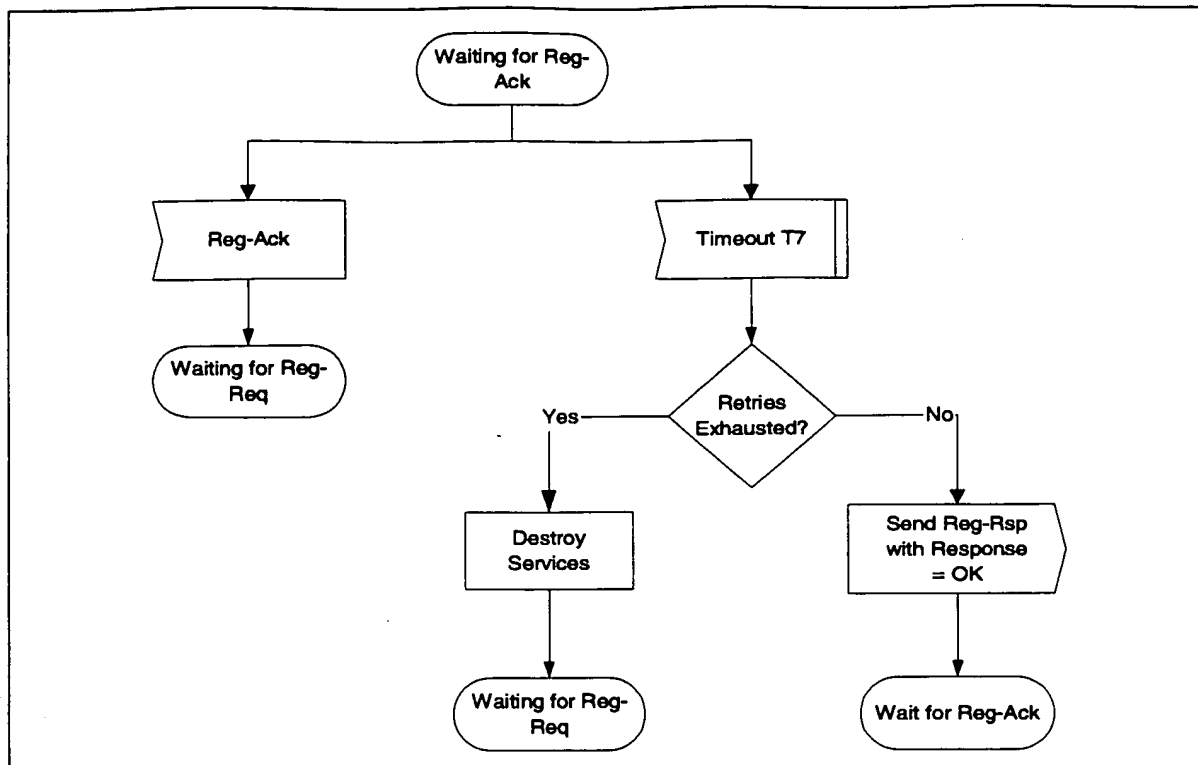 Waiting for Reg-
Ack
Reg-Ack
Timeout T7
Waiting for Reg-
Req
Retries
Exhausted?
Yes
No
Destroy
Services
Send Reg-Rsp
with Response
= OK
Waiting for Reg-
Req
Wait for Reg-Ack